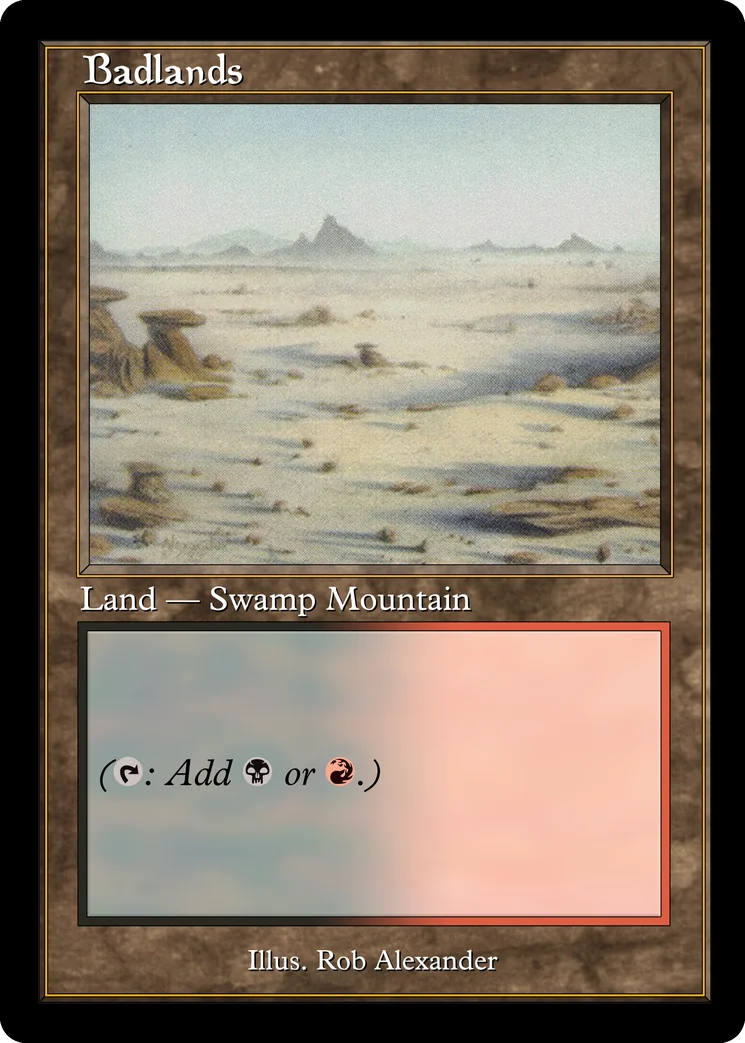 Badlands
Land — Swamp Mountain
(: Add or .)
Illus. Rob Alexander